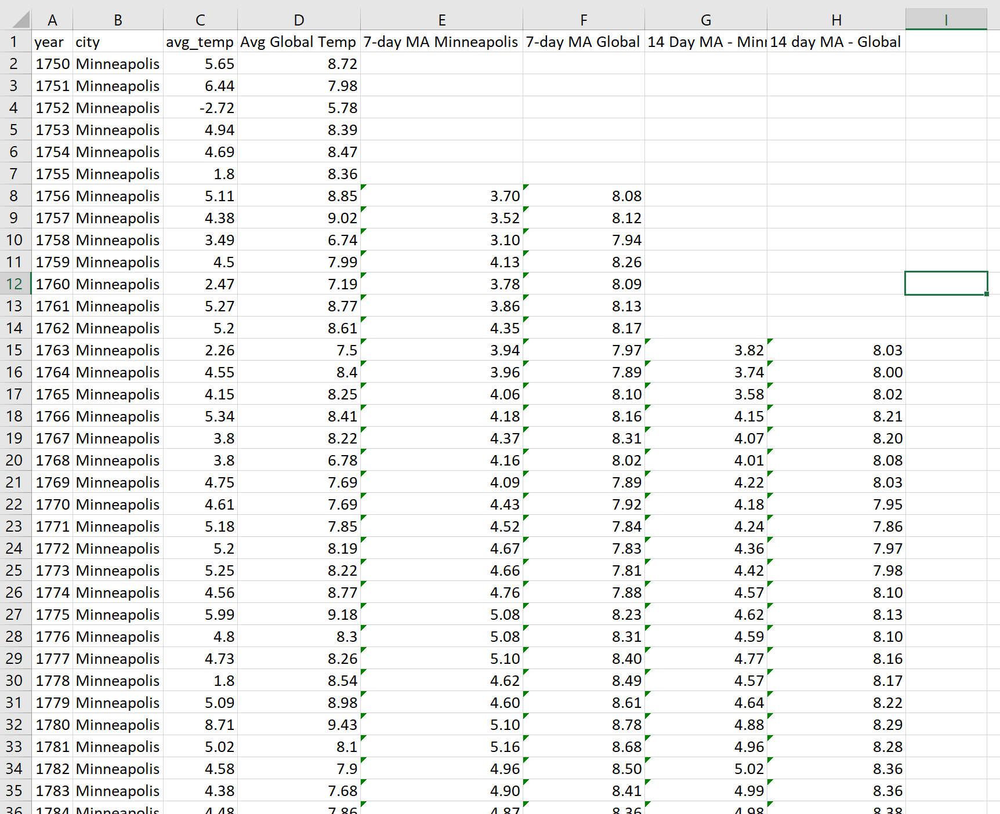 A B C D E F G H I
1 year city avg_temp Avg Global Temp 7-day MA Minneapolis 7-day MA Global 14 Day MA - Minr 14 day MA - Global
2 1750 Minneapolis 5.65 8.72
3 1751 Minneapolis 6.44 7.98
4 1752 Minneapolis -2.72 5.78
5 1753 Minneapolis 4.94 8.39
6 1754 Minneapolis 4.69 8.47
7 1755 Minneapolis 1.8 8.36
8 1756 Minneapolis 5.11 8.85 3.70 8.08
9 1757 Minneapolis 4.38 9.02 3.52 8.12
10 1758 Minneapolis 3.49 6.74 3.10 7.94
11 1759 Minneapolis 4.5 7.99 4.13 8.26
12 1760 Minneapolis 2.47 7.19 3.78 8.09
13 1761 Minneapolis 5.27 8.77 3.86 8.13
14 1762 Minneapolis 5.2 8.61 4.35 8.17
15 1763 Minneapolis 2.26 7.5 3.94 7.97 3.82 8.03
16 1764 Minneapolis 4.55 8.4 3.96 7.89 3.74 8.00
17 1765 Minneapolis 4.15 8.25 4.06 8.10 3.58 8.02
18 1766 Minneapolis 5.34 8.41 4.18 8.16 4.15 8.21
19 1767 Minneapolis 3.8 8.22 4.37 8.31 4.07 8.20
20 1768 Minneapolis 3.8 6.78 4.16 8.02 4.01 8.08
21 1769 Minneapolis 4.75 7.69 4.09 7.89 4.22 8.03
22 1770 Minneapolis 4.61 7.69 4.43 7.92 4.18 7.95
23 1771 Minneapolis 5.18 7.85 4.52 7.84 4.24 7.86
24 1772 Minneapolis 5.2 8.19 4.67 7.83 4.36 7.97
25 1773 Minneapolis 5.25 8.22 4.66 7.81 4.42 7.98
26 1774 Minneapolis 4.56 8.77 4.76 7.88 4.57 8.10
27 1775 Minneapolis 5.99 9.18 5.08 8.23 4.62 8.13
28 1776 Minneapolis 4.8 8.3 5.08 8.31 4.59 8.10
29 1777 Minneapolis 4.73 8.26 5.10 8.40 4.77 8.16
30 1778 Minneapolis 1.8 8.54 4.62 8.49 4.57 8.17
31 1779 Minneapolis 5.09 8.98 4.60 8.61 4.64 8.22
32 1780 Minneapolis 8.71 9.43 5.10 8.78 4.88 8.29
33 1781 Minneapolis 5.02 8.1 5.16 8.68 4.96 8.28
34 1782 Minneapolis 4.58 7.9 4.96 8.50 5.02 8.36
35 1783 Minneapolis 4.38 7.68 4.90 8.41 4.99 8.36
36 1784 Minneapolis 4.48 7.86 4.87 8.36 4.98 8.38